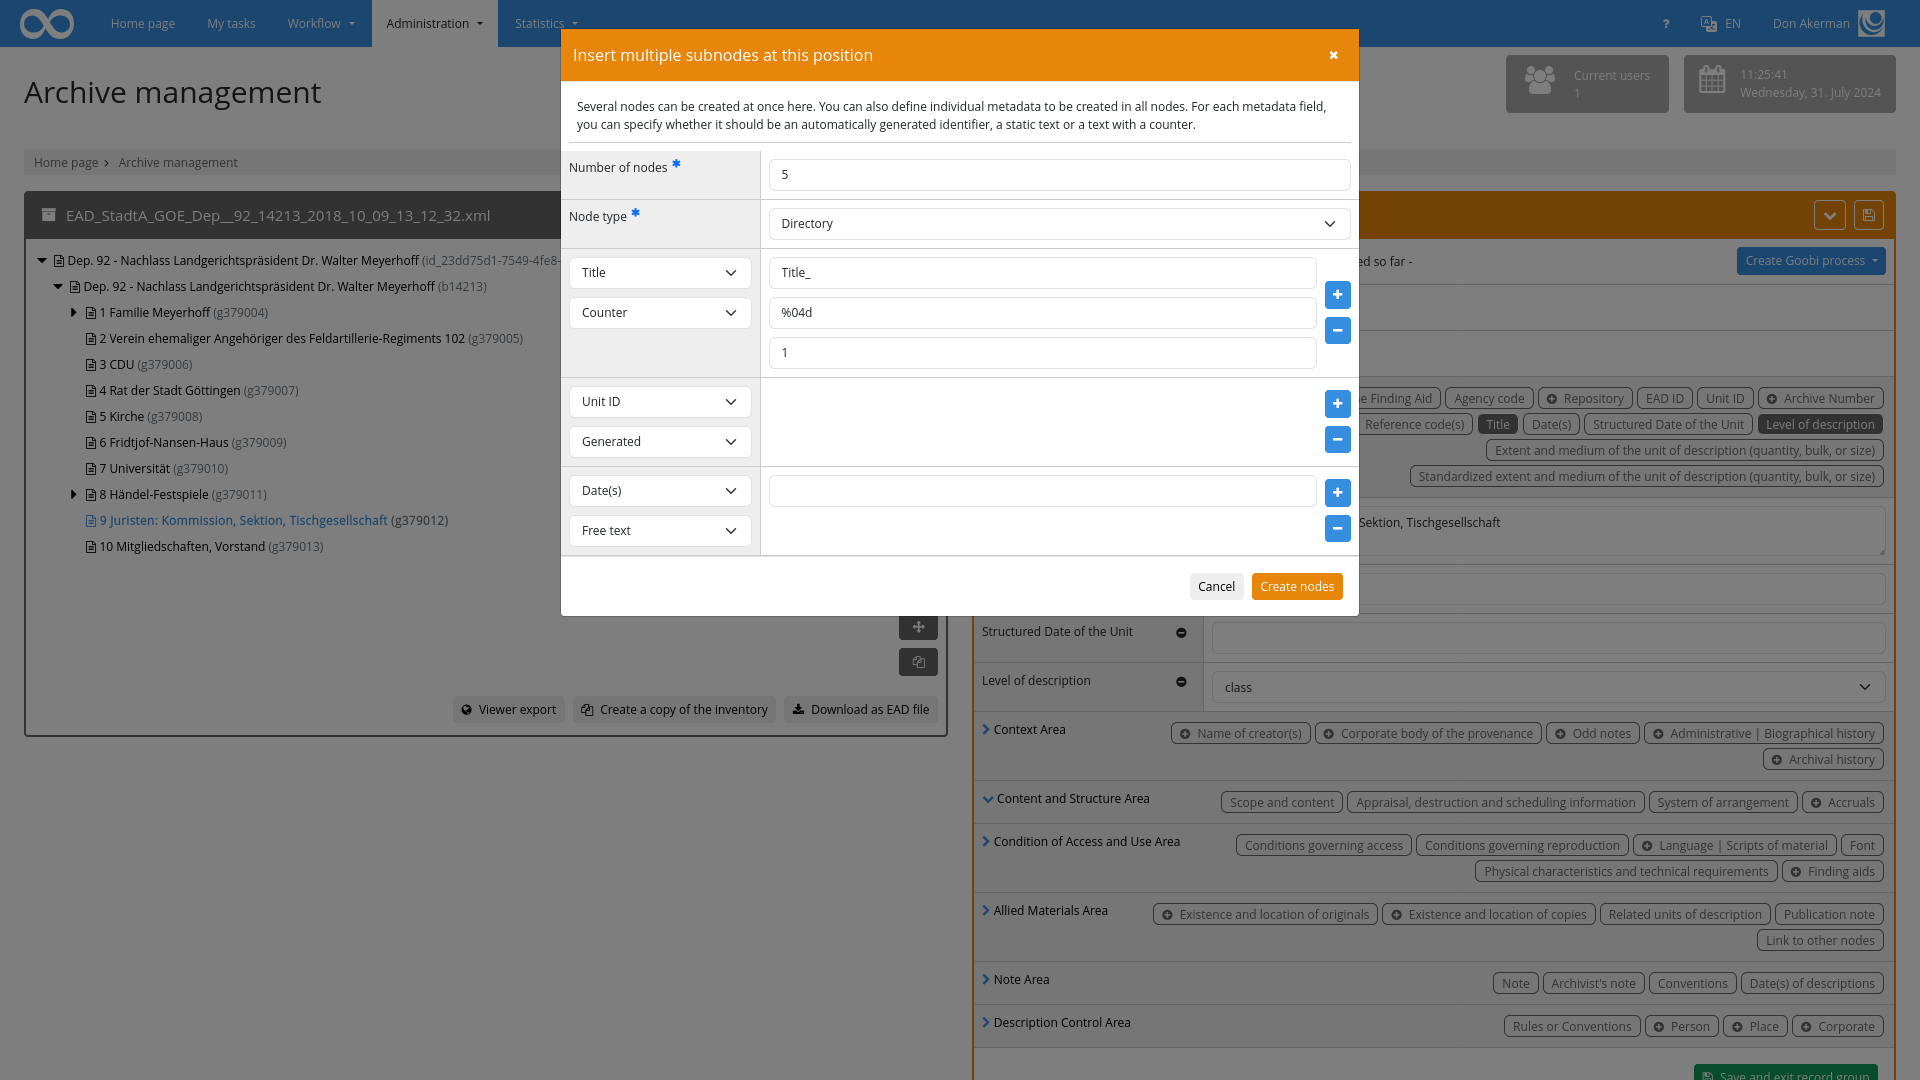 Home page
My tasks
Workflow
Administration
Statistics
?
EN
Don Akerman
Archive management
Current users
1
11:25:41
Wednesday, 31. July 2024
Home page
Archive management
Insert multiple subnodes at this position
Several nodes can be created at once here. You can also define individual metadata to be created in all nodes. For each metadata field,
you can specify whether it should be an automatically generated identifier, a static text or a text with a counter.
Number of nodes *
5
Node type *
Directory
Title
Title_
Counter
%04d
1
Unit ID
Generated
Date(s)
Free text
Cancel
Create nodes
EAD_StadtA_GOE_Dep__92_14213_2018_10_09_13_12_32.xml
Dep. 92 - Nachlass Landgerichtspräsident Dr. Walter Meyerhoff (id_23dd75d1-7549-4fe8-
Dep. 92 - Nachlass Landgerichtspräsident Dr. Walter Meyerhoff (b14213)
1 Familie Meyerhoff (g379004)
2 Verein ehemaliger Angehöriger des Feldartillerie-Regiments 102 (g379005)
3 CDU (g379006)
4 Rat der Stadt Göttingen (g379007)
5 Kirche (g379008)
6 Fridtjof-Nansen-Haus (g379009)
7 Universität (g379010)
8 Händel-Festspiele (g379011)
9 Juristen: Kommission, Sektion, Tischgesellschaft (g379012)
10 Mitgliedschaften, Vorstand (g379013)
Viewer export
Create a copy of the inventory
Download as EAD file
ed so far -
Create Goobi process
e Finding Aid
Agency code
Repository
EAD ID
Unit ID
Archive Number
Reference code(s)
Title
Date(s)
Structured Date of the Unit
Level of description
Extent and medium of the unit of description (quantity, bulk, or size)
Standardized extent and medium of the unit of description (quantity, bulk, or size)
Sektion, Tischgesellschaft
Structured Date of the Unit
Level of description
class
Context Area
Name of creator(s)
Corporate body of the provenance
Odd notes
Administrative | Biographical history
Archival history
Content and Structure Area
Scope and content
Appraisal, destruction and scheduling information
System of arrangement
Accruals
Condition of Access and Use Area
Conditions governing access
Conditions governing reproduction
Language | Scripts of material
Font
Physical characteristics and technical requirements
Finding aids
Allied Materials Area
Existence and location of originals
Existence and location of copies
Related units of description
Publication note
Link to other nodes
Note Area
Note
Archivist's note
Conventions
Date(s) of descriptions
Description Control Area
Rules or Conventions
Person
Place
Corporate
Save and exit record group